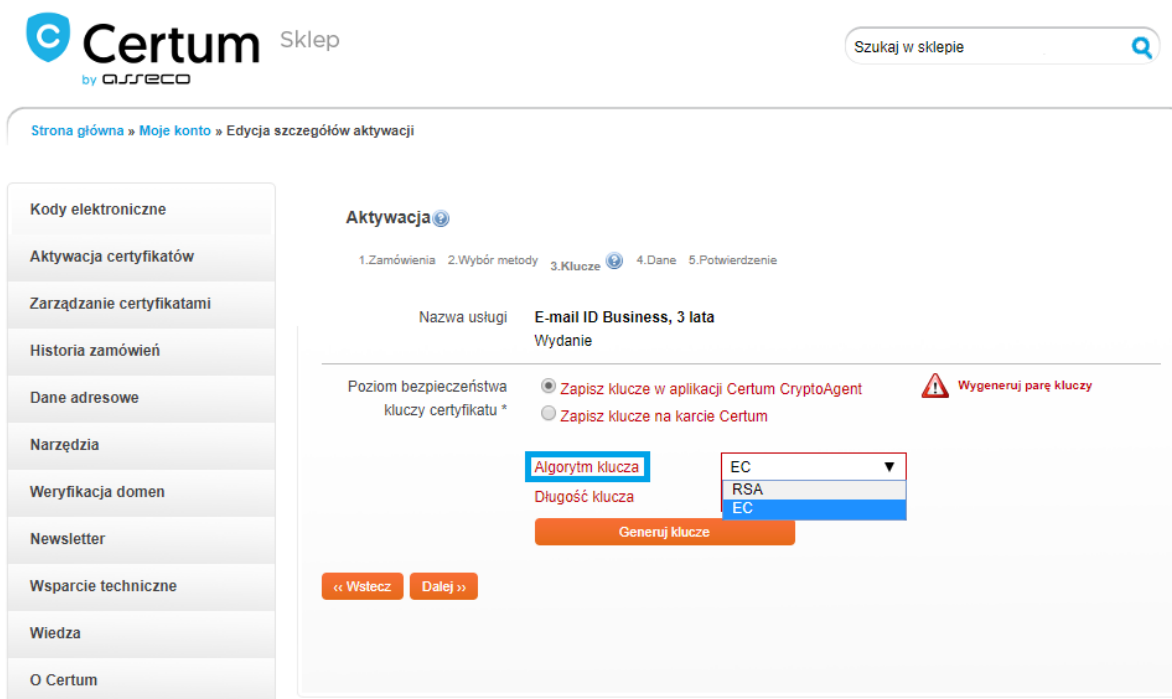 Certum Sklep
by asseco
Szukaj w sklepie
Strona główna » Moje konto » Edycja szczegółów aktywacji
Kody elektroniczne
Aktywacja certyfikatów
Zarządzanie certyfikatami
Historia zamówień
Dane adresowe
Narzędzia
Weryfikacja domen
Newsletter
Wsparcie techniczne
Wiedza
O Certum
Aktywacja
1.Zamówienia 2.Wybór metody 3.Klucze 4.Dane 5.Potwierdzenie
Nazwa usługi E-mail ID Business, 3 lata
Wydanie
Poziom bezpieczeństwa
kluczy certyfikatu *
Zapisz klucze w aplikacji Certum CryptoAgent
Zapisz klucze na karcie Certum
Wygeneruj parę kluczy
Algorytm klucza EC
RSA
EC
Długość klucza
Generuj klucze
‹‹ Wstecz Dalej ››